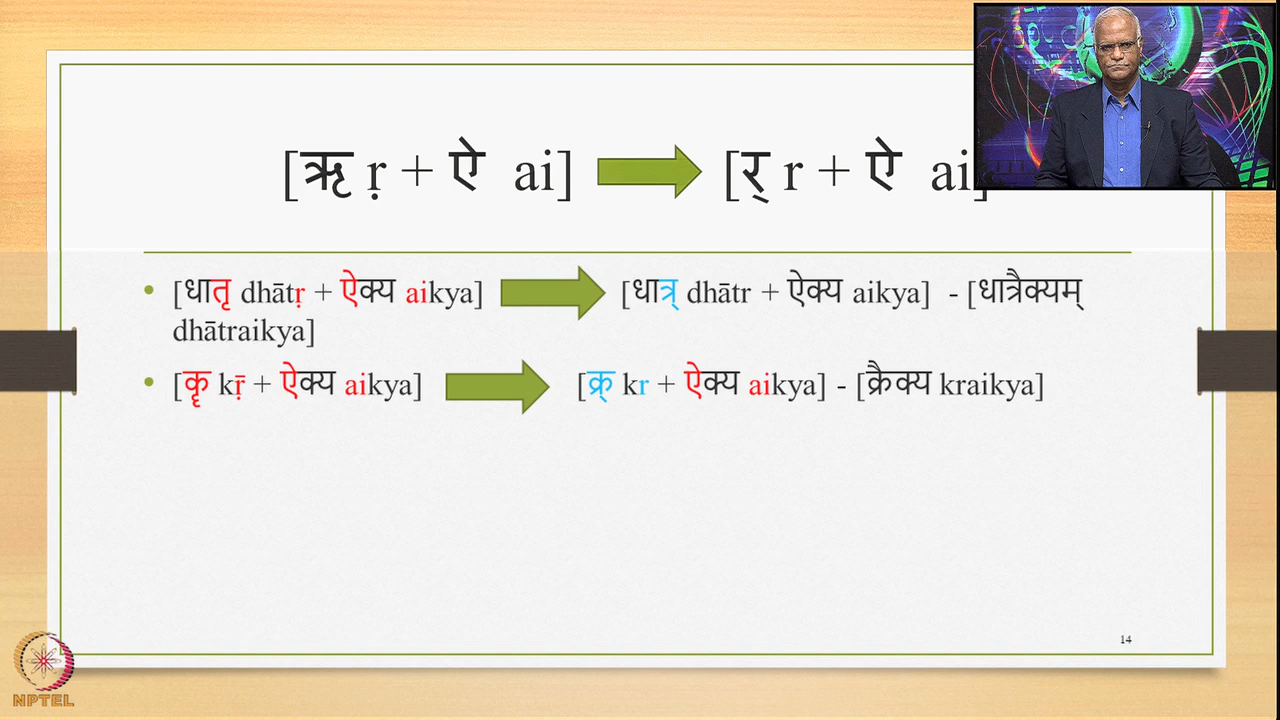 [ऋ ṛ + ऐ ai] [र् r + ऐ ai]
• [धातृ dhātṛ + ऐक्य aikya] [धात्र् dhātr + ऐक्य aikya] - [धात्रैक्यम्
dhātraikya]
• [कॄ kṝ + ऐक्य aikya] [क्र् kr + ऐक्य aikya] - [क्रैक्य kraikya]
14
NPTEL